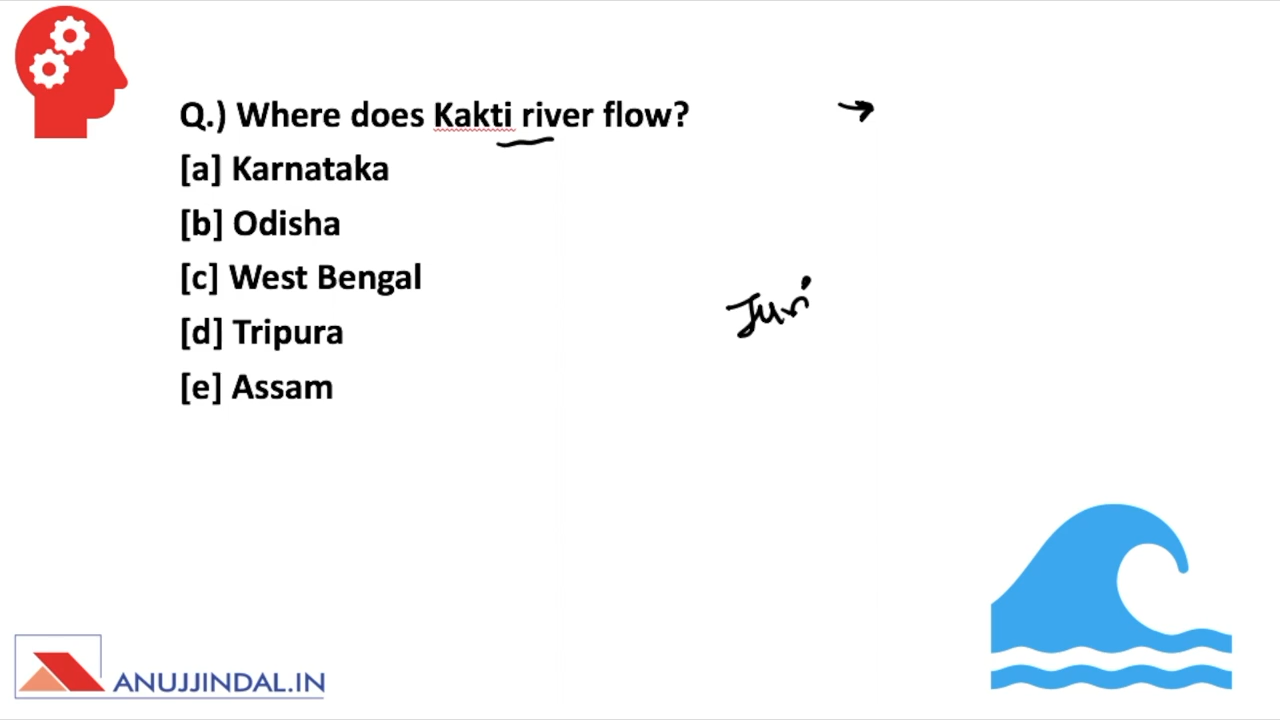 Q.) Where does Kakti river flow?
[a] Karnataka
[b] Odisha
[c] West Bengal
[d] Tripura
[e] Assam
Juri
ANUJJINDAL.IN